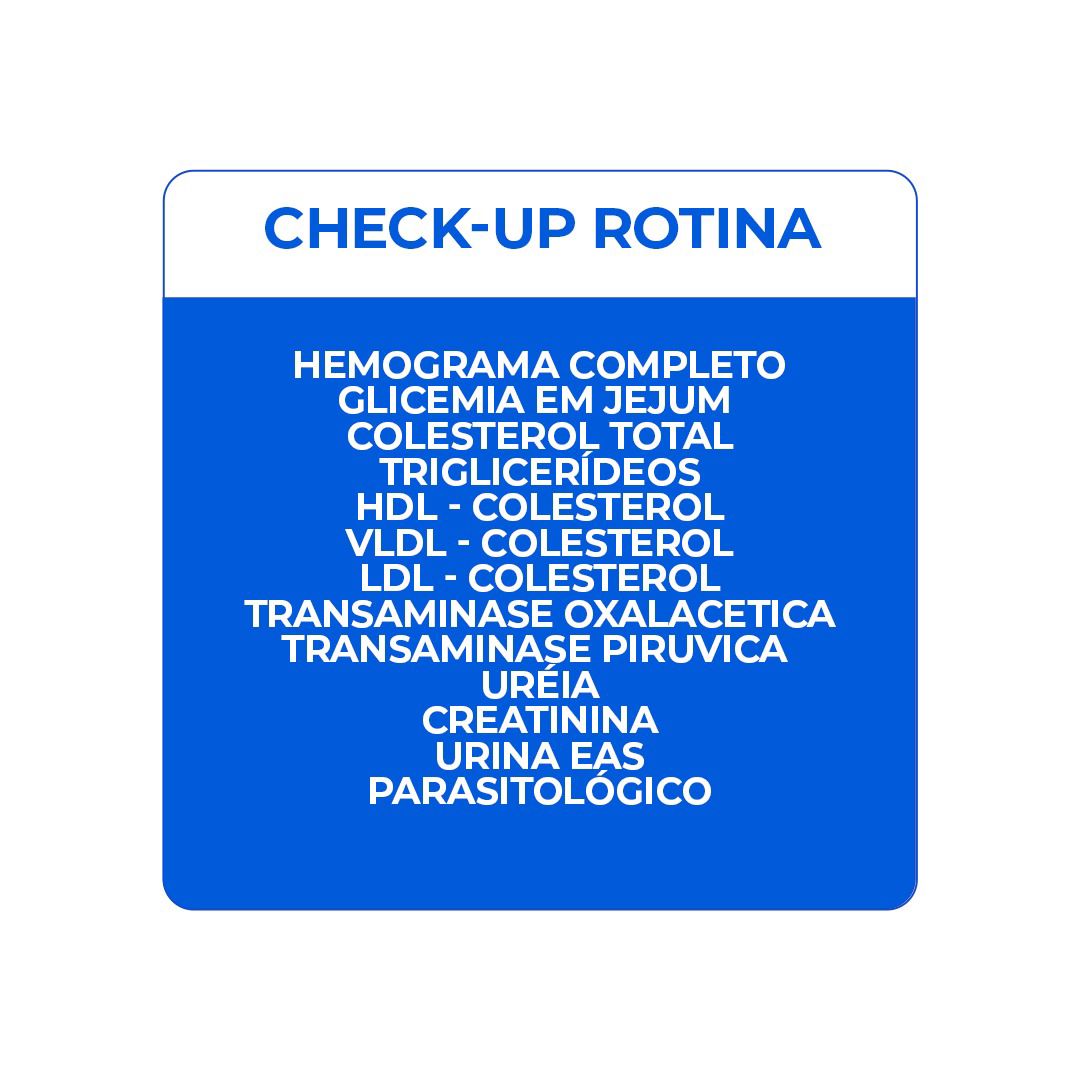 CHECK-UP ROTINA
HEMOGRAMA COMPLETO
GLICEMIA EM JEJUM
COLESTEROL TOTAL
TRIGLICERÍDEOS
HDL - COLESTEROL
VLDL - COLESTEROL
LDL - COLESTEROL
TRANSAMINASE OXALACETICA
TRANSAMINASE PIRUVICA
URÉIA
CREATININA
URINA EAS
PARASITOLÓGICO